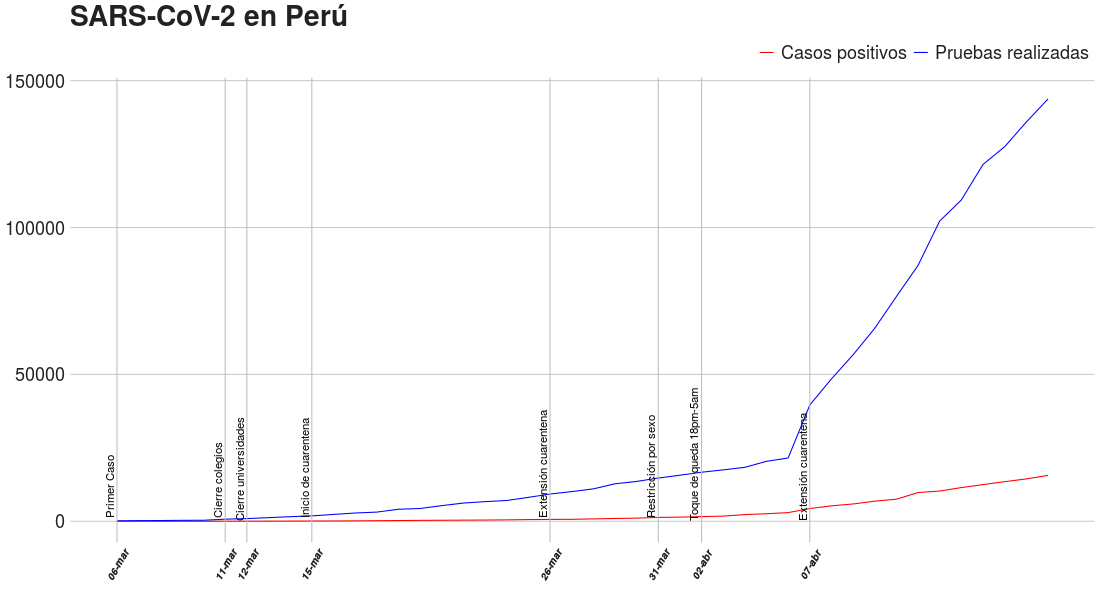 SARS-CoV-2 en Perú
Casos positivos
Pruebas realizadas
150000
100000
50000
0
Primer Caso
Cierre colegios
Cierre universidades
Inicio de cuarentena
Extensión cuarentena
Restricción por sexo
Toque de queda 18pm-5am
Extensión cuarentena
06-mar
11-mar
12-mar
15-mar
26-mar
31-mar
02-abr
07-abr